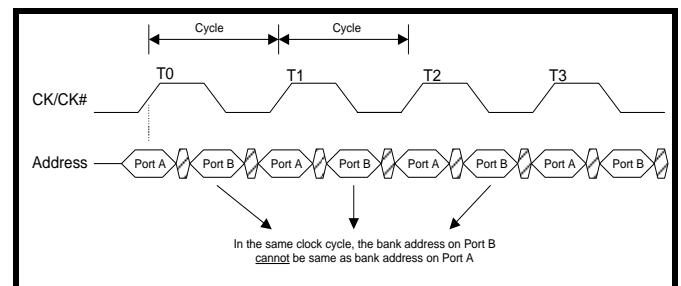 Cycle Cycle
T0 T1 T2 T3
CK/CK#
Address Port A Port B Port A Port B Port A Port B Port A Port B
In the same clock cycle, the bank address on Port B
cannot be same as bank address on Port A